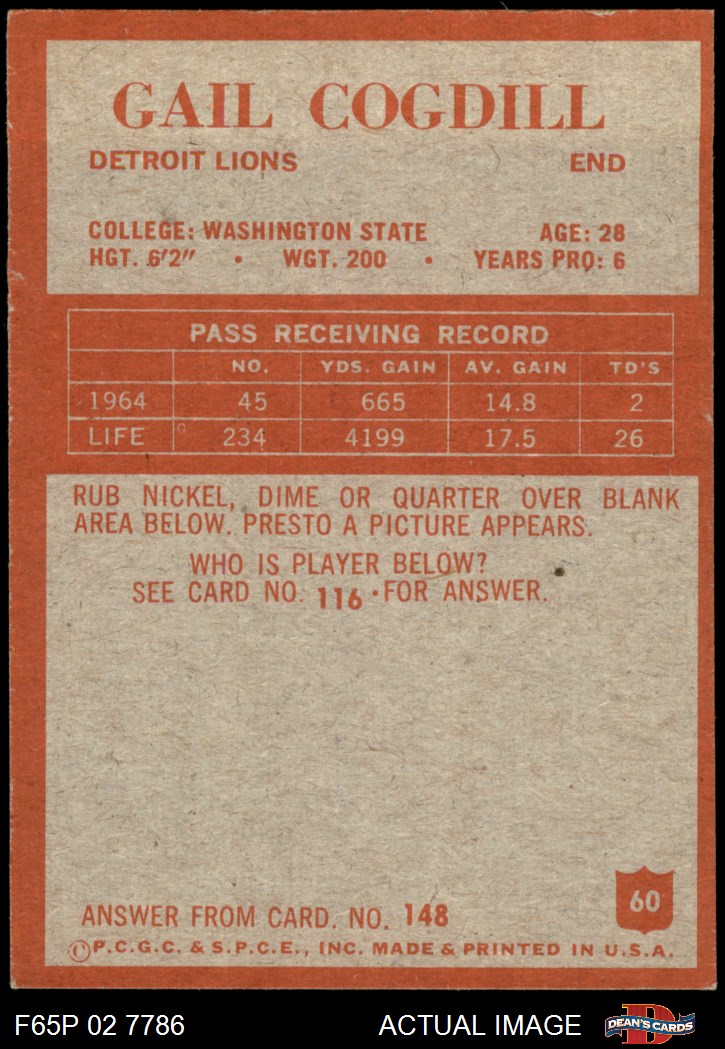 GAIL COGDILL
DETROIT LIONS END
COLLEGE: WASHINGTON STATE AGE: 28
HGT. 6'2" • WGT. 200 • YEARS PRO: 6
PASS RECEIVING RECORD
NO. YDS. GAIN AV. GAIN TD'S
1964 45 665 14.8 2
LIFE 234 4199 17.5 26
RUB NICKEL, DIME OR QUARTER OVER BLANK
AREA BELOW. PRESTO A PICTURE APPEARS.
WHO IS PLAYER BELOW?
SEE CARD NO. 116 • FOR ANSWER.
60
ANSWER FROM CARD. NO. 148
©P.C.G.C. & S.P.C.E., INC. MADE & PRINTED IN U.S.A.
F65P 02 7786 ACTUAL IMAGE DEAN'S CARDS